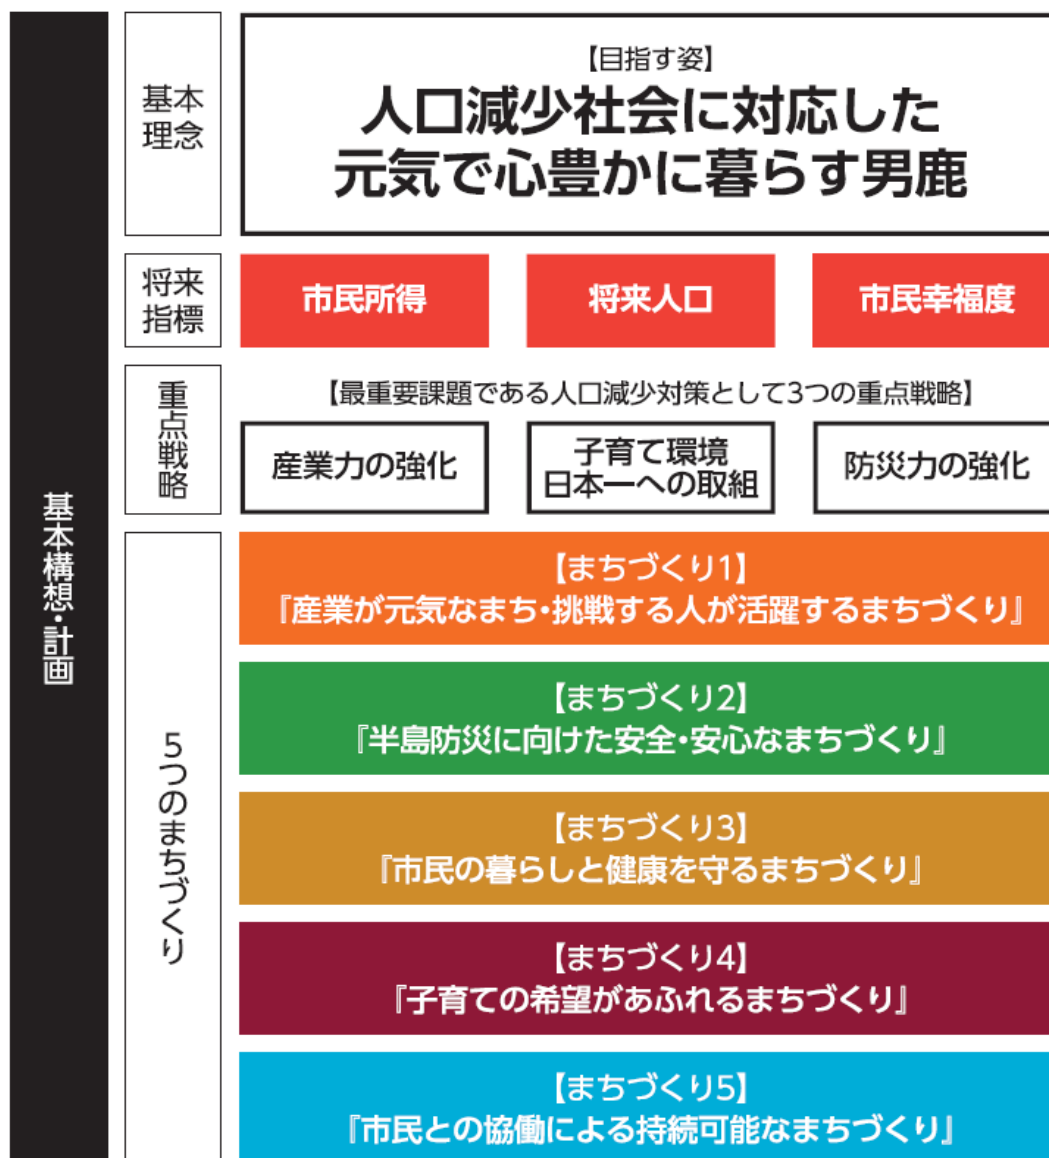 基本構想・計画
基本
理念
【目指す姿】
人口減少社会に対応した
元気で心豊かに暮らす男鹿
将来
指標
市民所得
将来人口
市民幸福度
重点戦略
【最重要課題である人口減少対策として3つの重点戦略】
産業力の強化
子育て環境
日本一への取組
防災力の強化
5つのまちづくり
【まちづくり1】
『産業が元気なまち・挑戦する人が活躍するまちづくり』
【まちづくり2】
『半島防災に向けた安全・安心なまちづくり』
【まちづくり3】
『市民の暮らしと健康を守るまちづくり』
【まちづくり4】
『子育ての希望があふれるまちづくり』
【まちづくり5】
『市民との協働による持続可能なまちづくり』